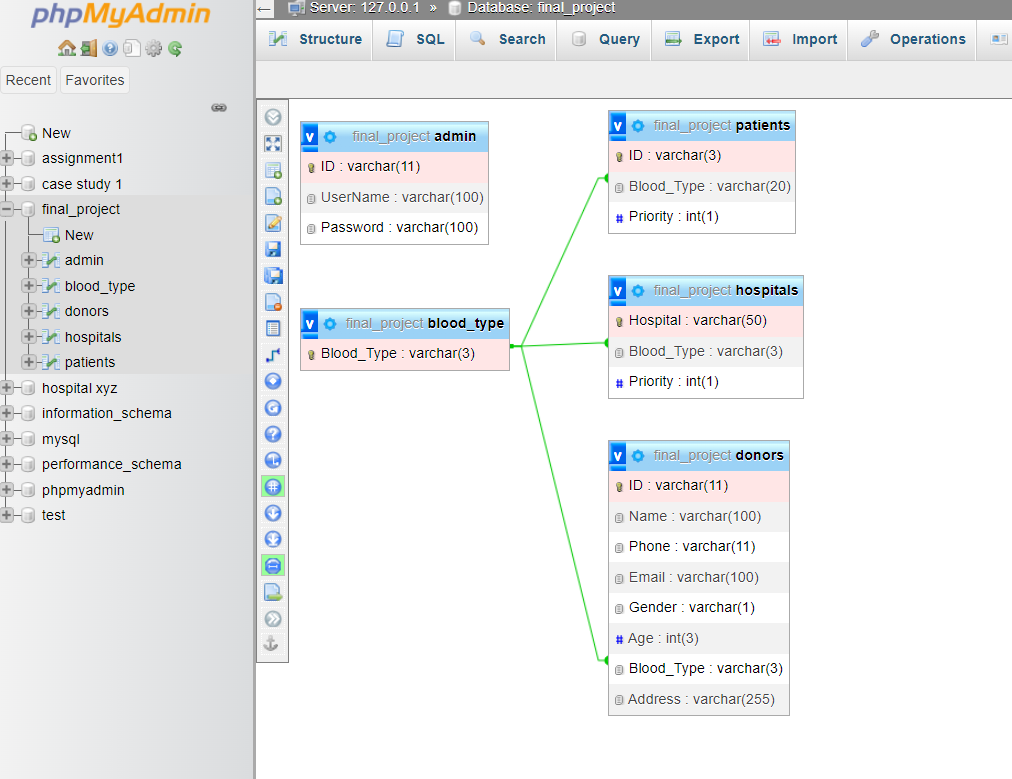 phpMyAdmin
Recent Favorites
New
assignment1
case study 1
final_project
New
admin
blood_type
donors
hospitals
patients
hospital xyz
information_schema
mysql
performance_schema
phpmyadmin
test
← Server: 127.0.0.1 » Database: final_project
Structure SQL Search Query Export Import Operations
v final_project admin
ID : varchar(11)
UserName : varchar(100)
Password : varchar(100)
v final_project blood_type
Blood_Type : varchar(3)
v final_project patients
ID : varchar(3)
Blood_Type : varchar(20)
# Priority : int(1)
v final_project hospitals
Hospital : varchar(50)
Blood_Type : varchar(3)
# Priority : int(1)
v final_project donors
ID : varchar(11)
Name : varchar(100)
Phone : varchar(11)
Email : varchar(100)
Gender : varchar(1)
# Age : int(3)
Blood_Type : varchar(3)
Address : varchar(255)